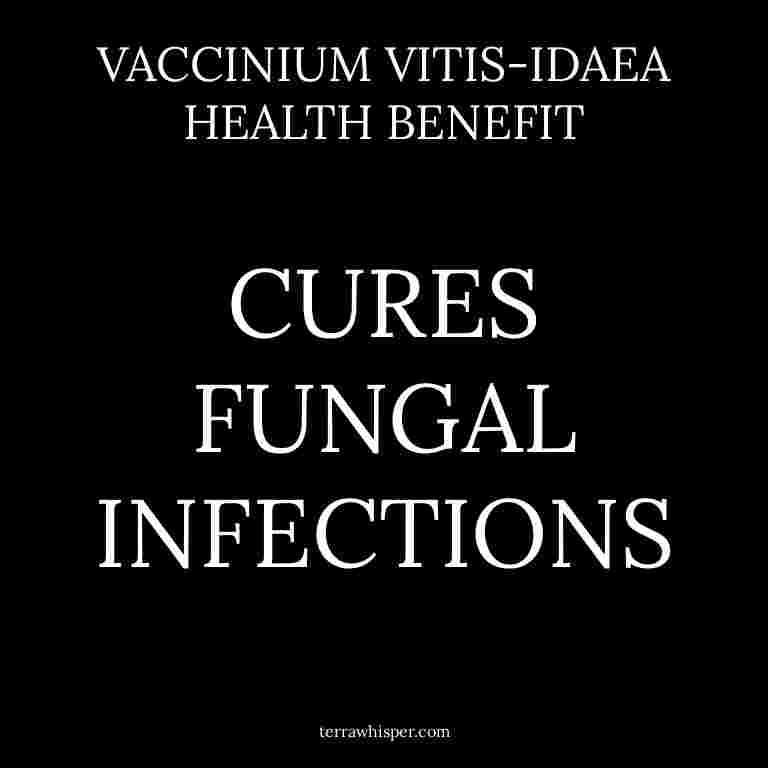 VACCINIUM VITIS-IDAEA
HEALTH BENEFIT
CURES
FUNGAL
INFECTIONS
terrawhisper.com